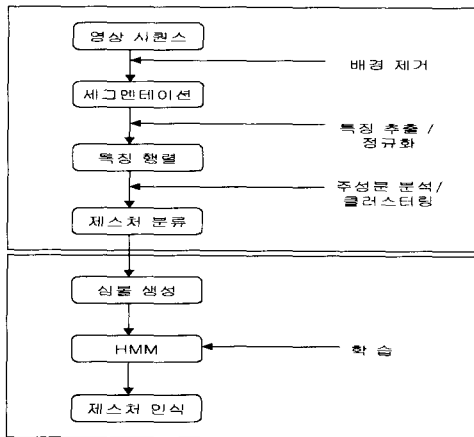 영상 시퀀스
배경 제거
세그멘테이션
특징 추출 /
정규화
특징 행렬
주성분 분석/
클러스터링
제스처 분류
심볼 생성
HMM
학 습
제스처 인식